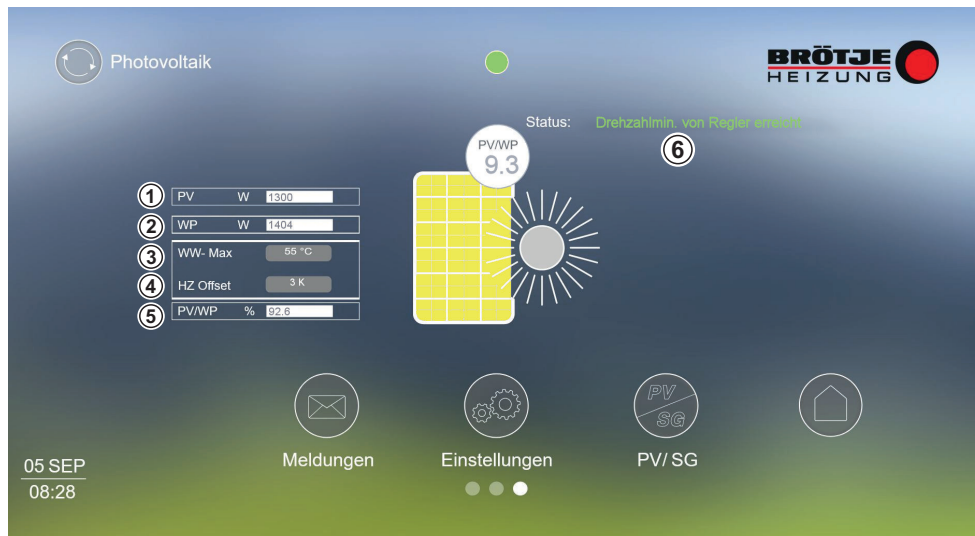 Photovoltaik
BRÖTJE
HEIZUNG
Status: Drehzahlmin. von Regler erreicht
6
PV/WP
9.3
1 PV W 1300
2 WP W 1404
3 WW- Max 55 °C
4 HZ Offset 3 K
5 PV/WP % 92.6
PV
SG
Meldungen Einstellungen PV/ SG
05 SEP
08:28